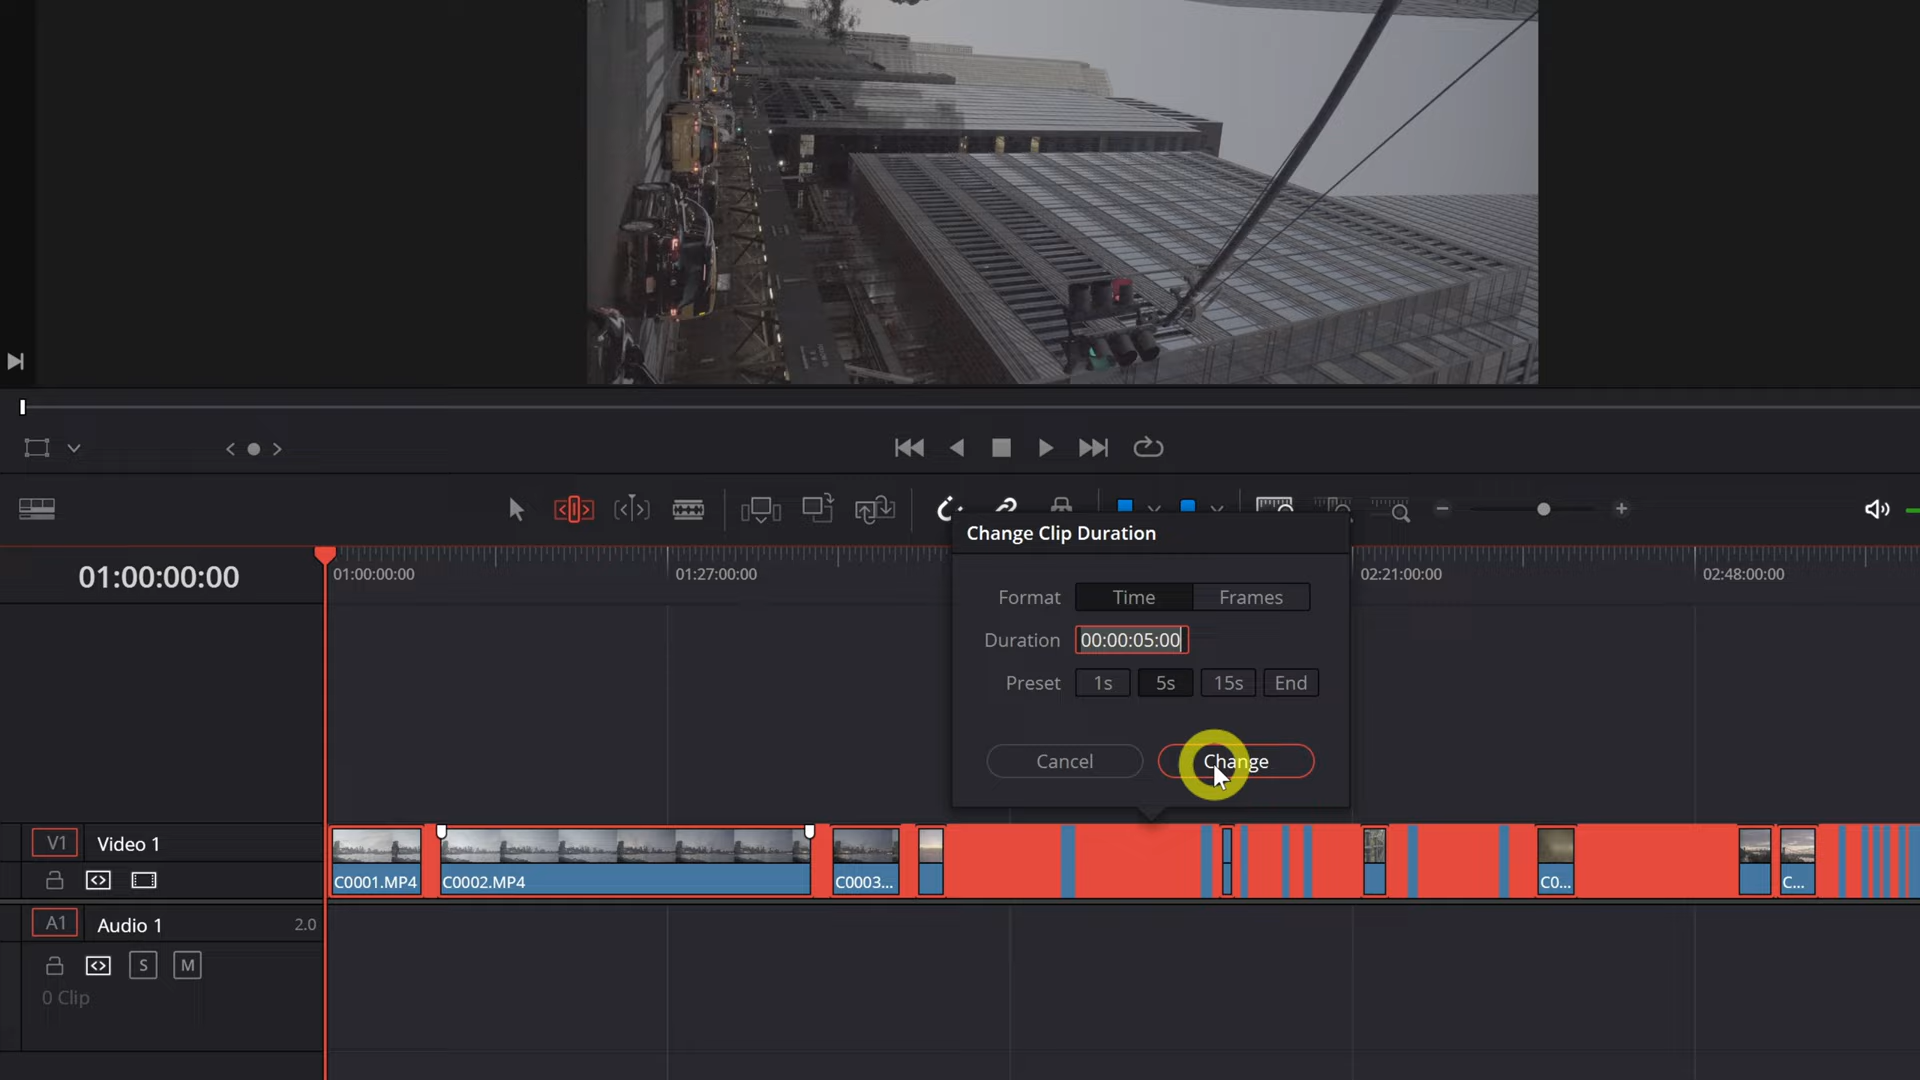 Change Clip Duration
01:00:00:00
01:00:00:00
01:27:00:00
02:21:00:00
02:48:00:00
Format Time Frames
Duration 00:00:05:00
Preset 1s 5s 15s End
Cancel Change
V1 Video 1
C0001.MP4
C0002.MP4
C0003...
C0...
C...
A1 Audio 1 2.0
S M
0 Clip